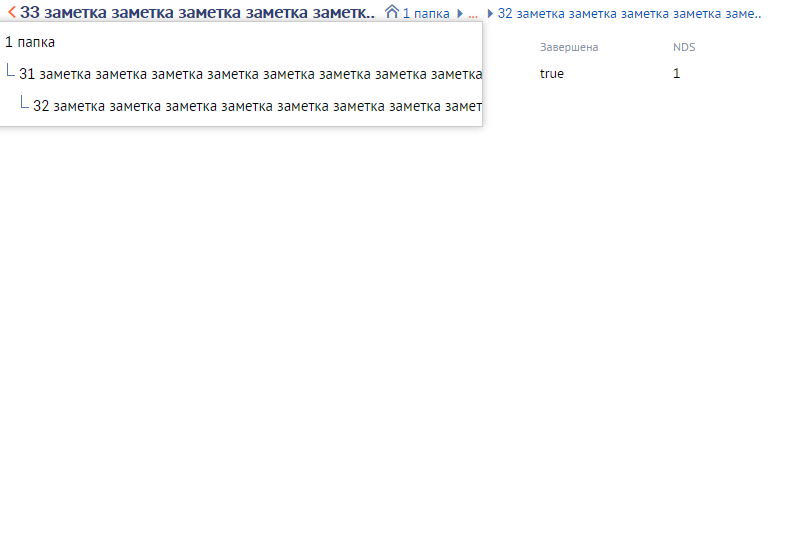 33 заметка заметка заметка заметка заметк.. 1 папка ... 32 заметка заметка заметка заметка заме..
1 папка
31 заметка заметка заметка заметка заметка заметка заметка заметка
32 заметка заметка заметка заметка заметка заметка заметка замет
Завершена NDS
true 1